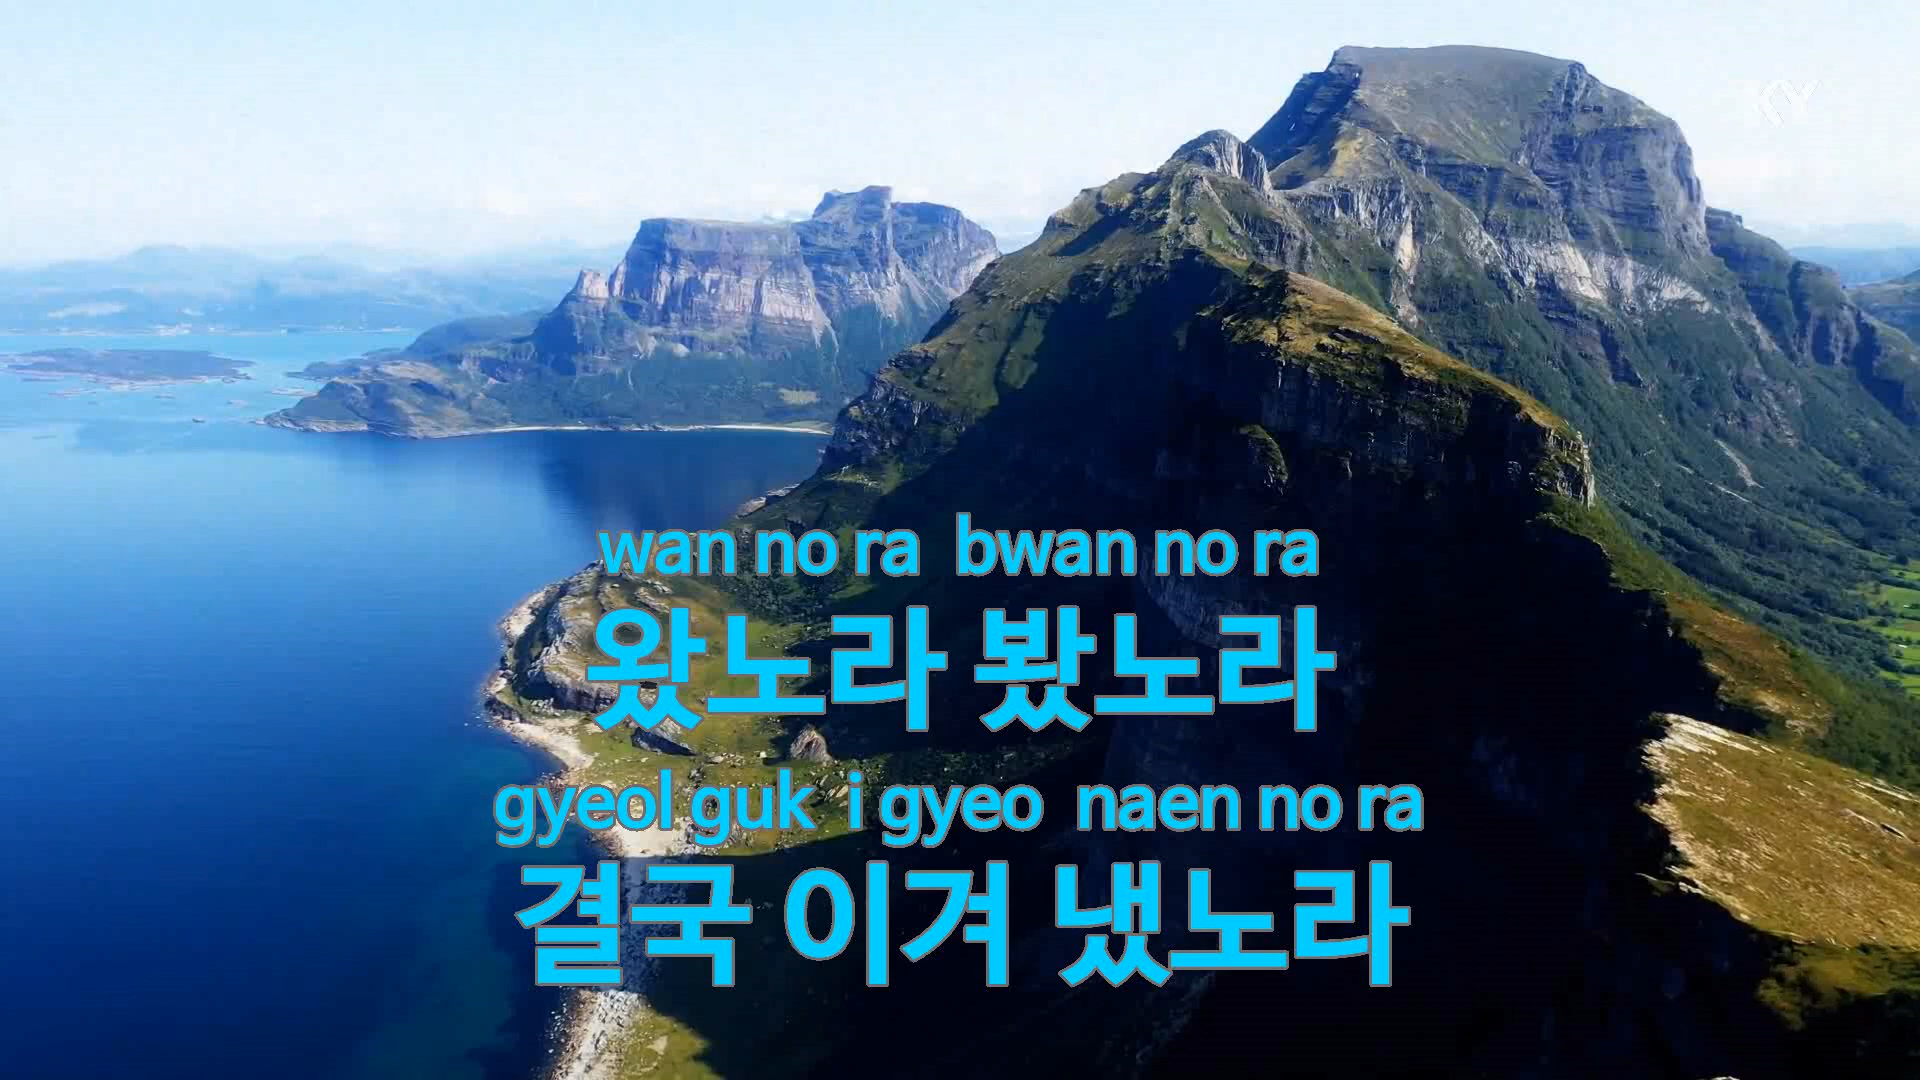 wan no ra bwan no ra
왔노라 봤노라
gyeol guk i gyeo naen no ra
결국 이겨 냈노라